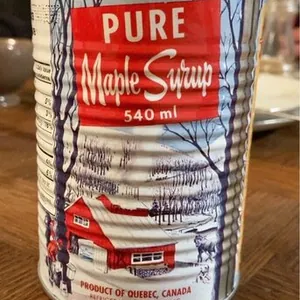 PURE
Maple Syrup
540 ml
PRODUCT OF QUEBEC, CANADA